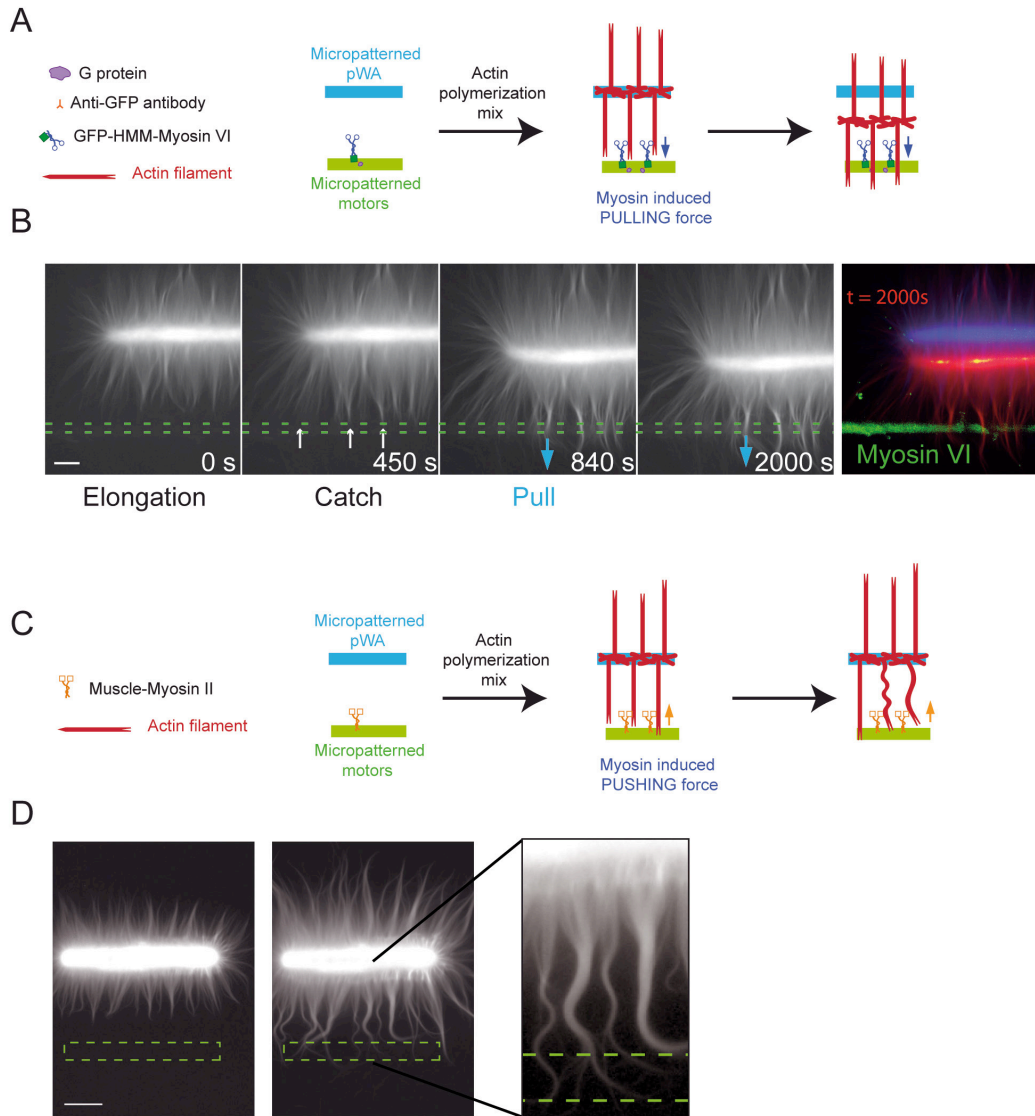 A
G protein
Anti-GFP antibody
GFP-HMM-Myosin VI
Actin filament
Micropatterned
pWA
Micropatterned
motors
Actin
polymerization
mix
Myosin induced
PULLING force
B
0 s
450 s
840 s
2000 s
t = 2000s
Myosin VI
Elongation
Catch
Pull
C
Muscle-Myosin II
Actin filament
Micropatterned
pWA
Micropatterned
motors
Actin
polymerization
mix
Myosin induced
PUSHING force
D